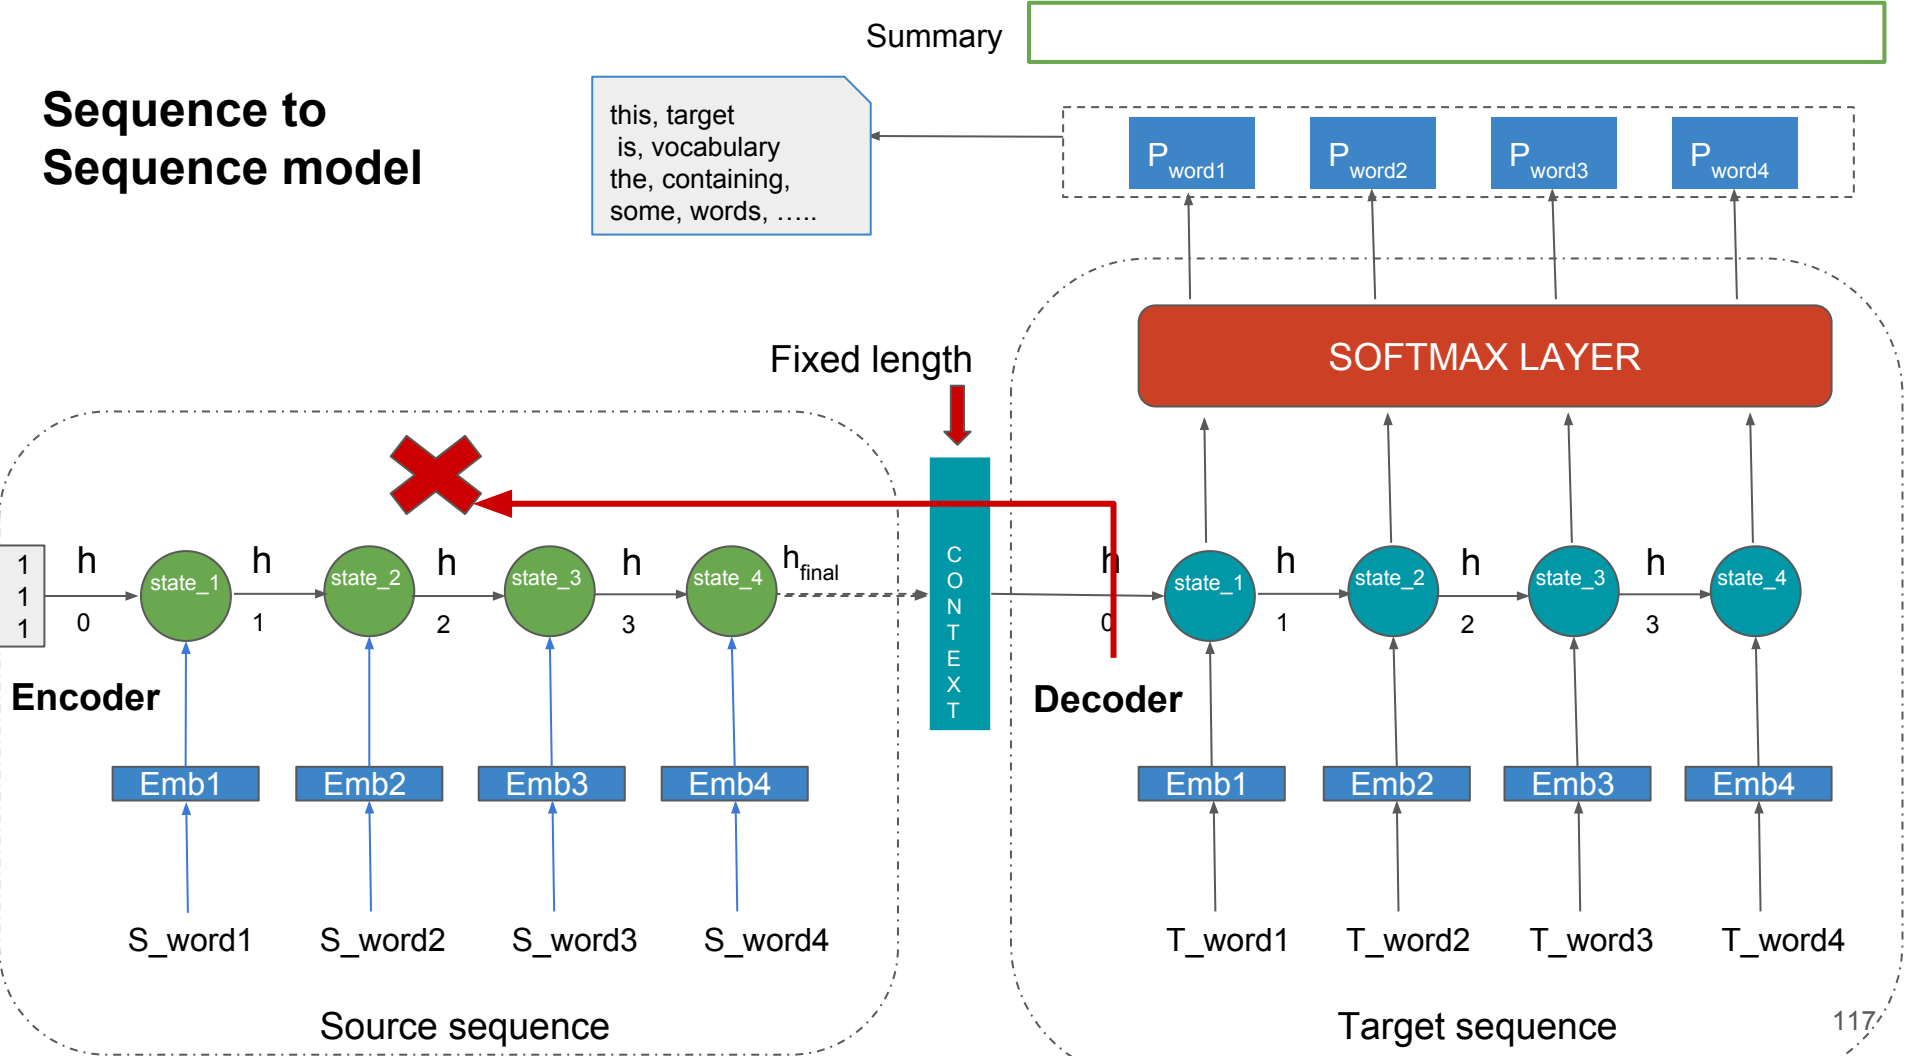 Summary
Sequence to
Sequence model
this, target
is, vocabulary
the, containing,
some, words, .....
P word1
P word2
P word3
P word4
SOFTMAX LAYER
Fixed length
1
1
1
h 0
state_1
h 1
state_2
h 2
state_3
h 3
state_4
h final
CONTEXT
h 0
state_1
h 1
state_2
h 2
state_3
h 3
state_4
Encoder
Decoder
Emb1
Emb2
Emb3
Emb4
Emb1
Emb2
Emb3
Emb4
S_word1
S_word2
S_word3
S_word4
T_word1
T_word2
T_word3
T_word4
Source sequence
Target sequence
117